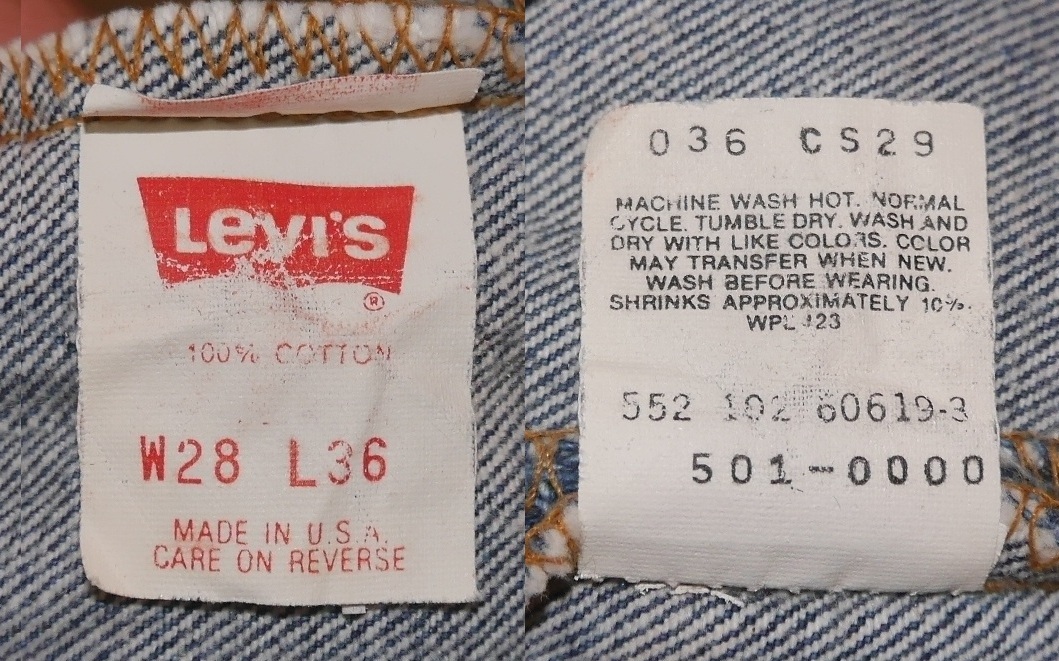 Levi's
®
100% COTTON
W28 L36
MADE IN U.S.A.
CARE ON REVERSE
036 CS29
MACHINE WASH HOT. NORMAL
CYCLE. TUMBLE DRY. WASH AND
DRY WITH LIKE COLORS. COLOR
MAY TRANSFER WHEN NEW.
WASH BEFORE WEARING.
SHRINKS APPROXIMATELY 10%.
WPL 423
552 102 60619-3
501-0000